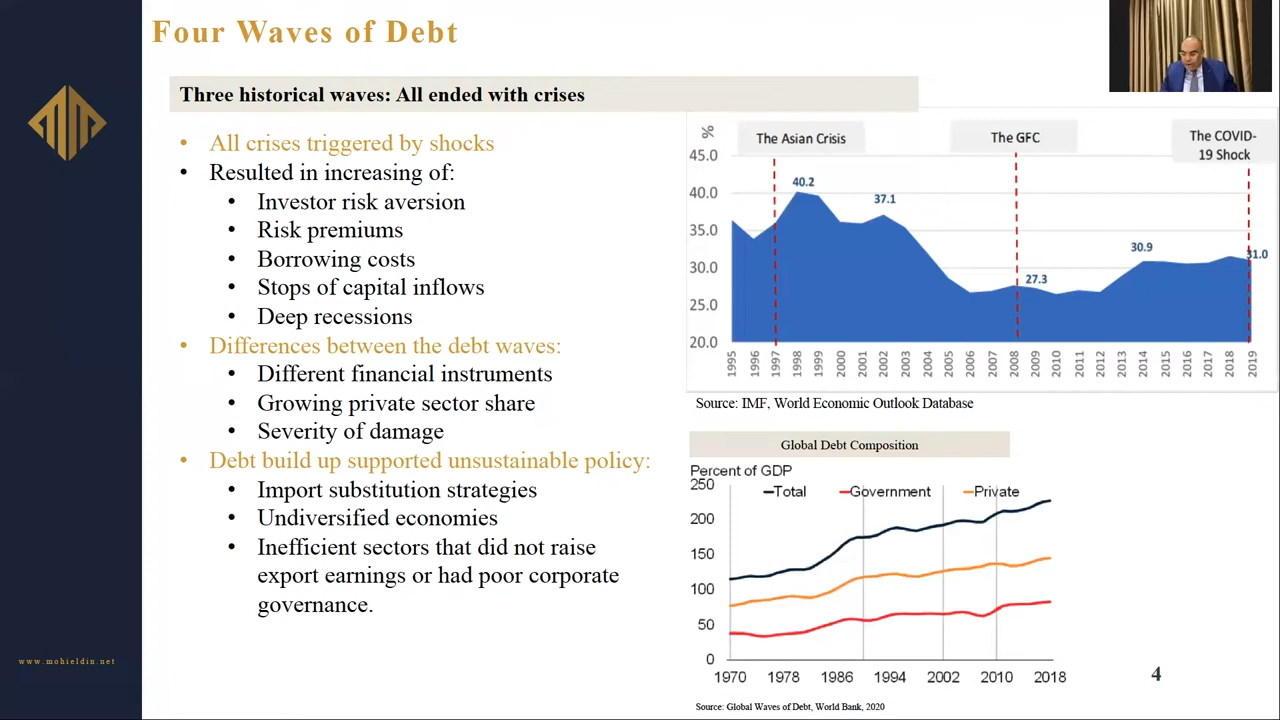 Four Waves of Debt
Three historical waves: All ended with crises
• All crises triggered by shocks
• Resulted in increasing of:
• Investor risk aversion
• Risk premiums
• Borrowing costs
• Stops of capital inflows
• Deep recessions
• Differences between the debt waves:
• Different financial instruments
• Growing private sector share
• Severity of damage
• Debt build up supported unsustainable policy:
• Import substitution strategies
• Undiversified economies
• Inefficient sectors that did not raise
export earnings or had poor corporate
governance.
www.mohieldin.net
%
The Asian Crisis
The GFC
The COVID-
19 Shock
45.0
40.0
35.0
30.0
25.0
20.0
40.2
37.1
27.3
30.9
31.0
1995 1996 1997 1998 1999 2000 2001 2002 2003 2004 2005 2006 2007 2008 2009 2010 2011 2012 2013 2014 2015 2016 2017 2018 2019
Source: IMF, World Economic Outlook Database
Global Debt Composition
Percent of GDP
250
Total Government Private
200
150
100
50
0
1970 1978 1986 1994 2002 2010 2018
4
Source: Global Waves of Debt, World Bank, 2020